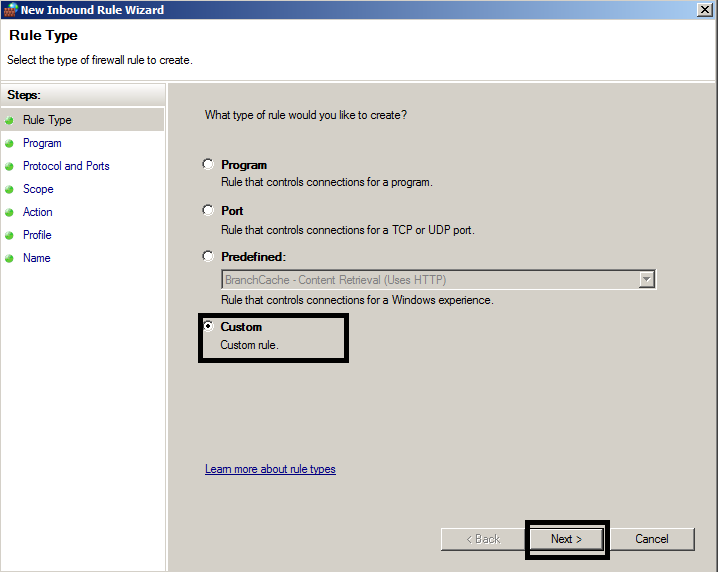 New Inbound Rule Wizard
Rule Type
Select the type of firewall rule to create.
Steps:
Rule Type
Program
Protocol and Ports
Scope
Action
Profile
Name
What type of rule would you like to create?
Program
Rule that controls connections for a program.
Port
Rule that controls connections for a TCP or UDP port.
Predefined:
BranchCache - Content Retrieval (Uses HTTP)
Rule that controls connections for a Windows experience.
Custom
Custom rule.
Learn more about rule types
< Back
Next >
Cancel